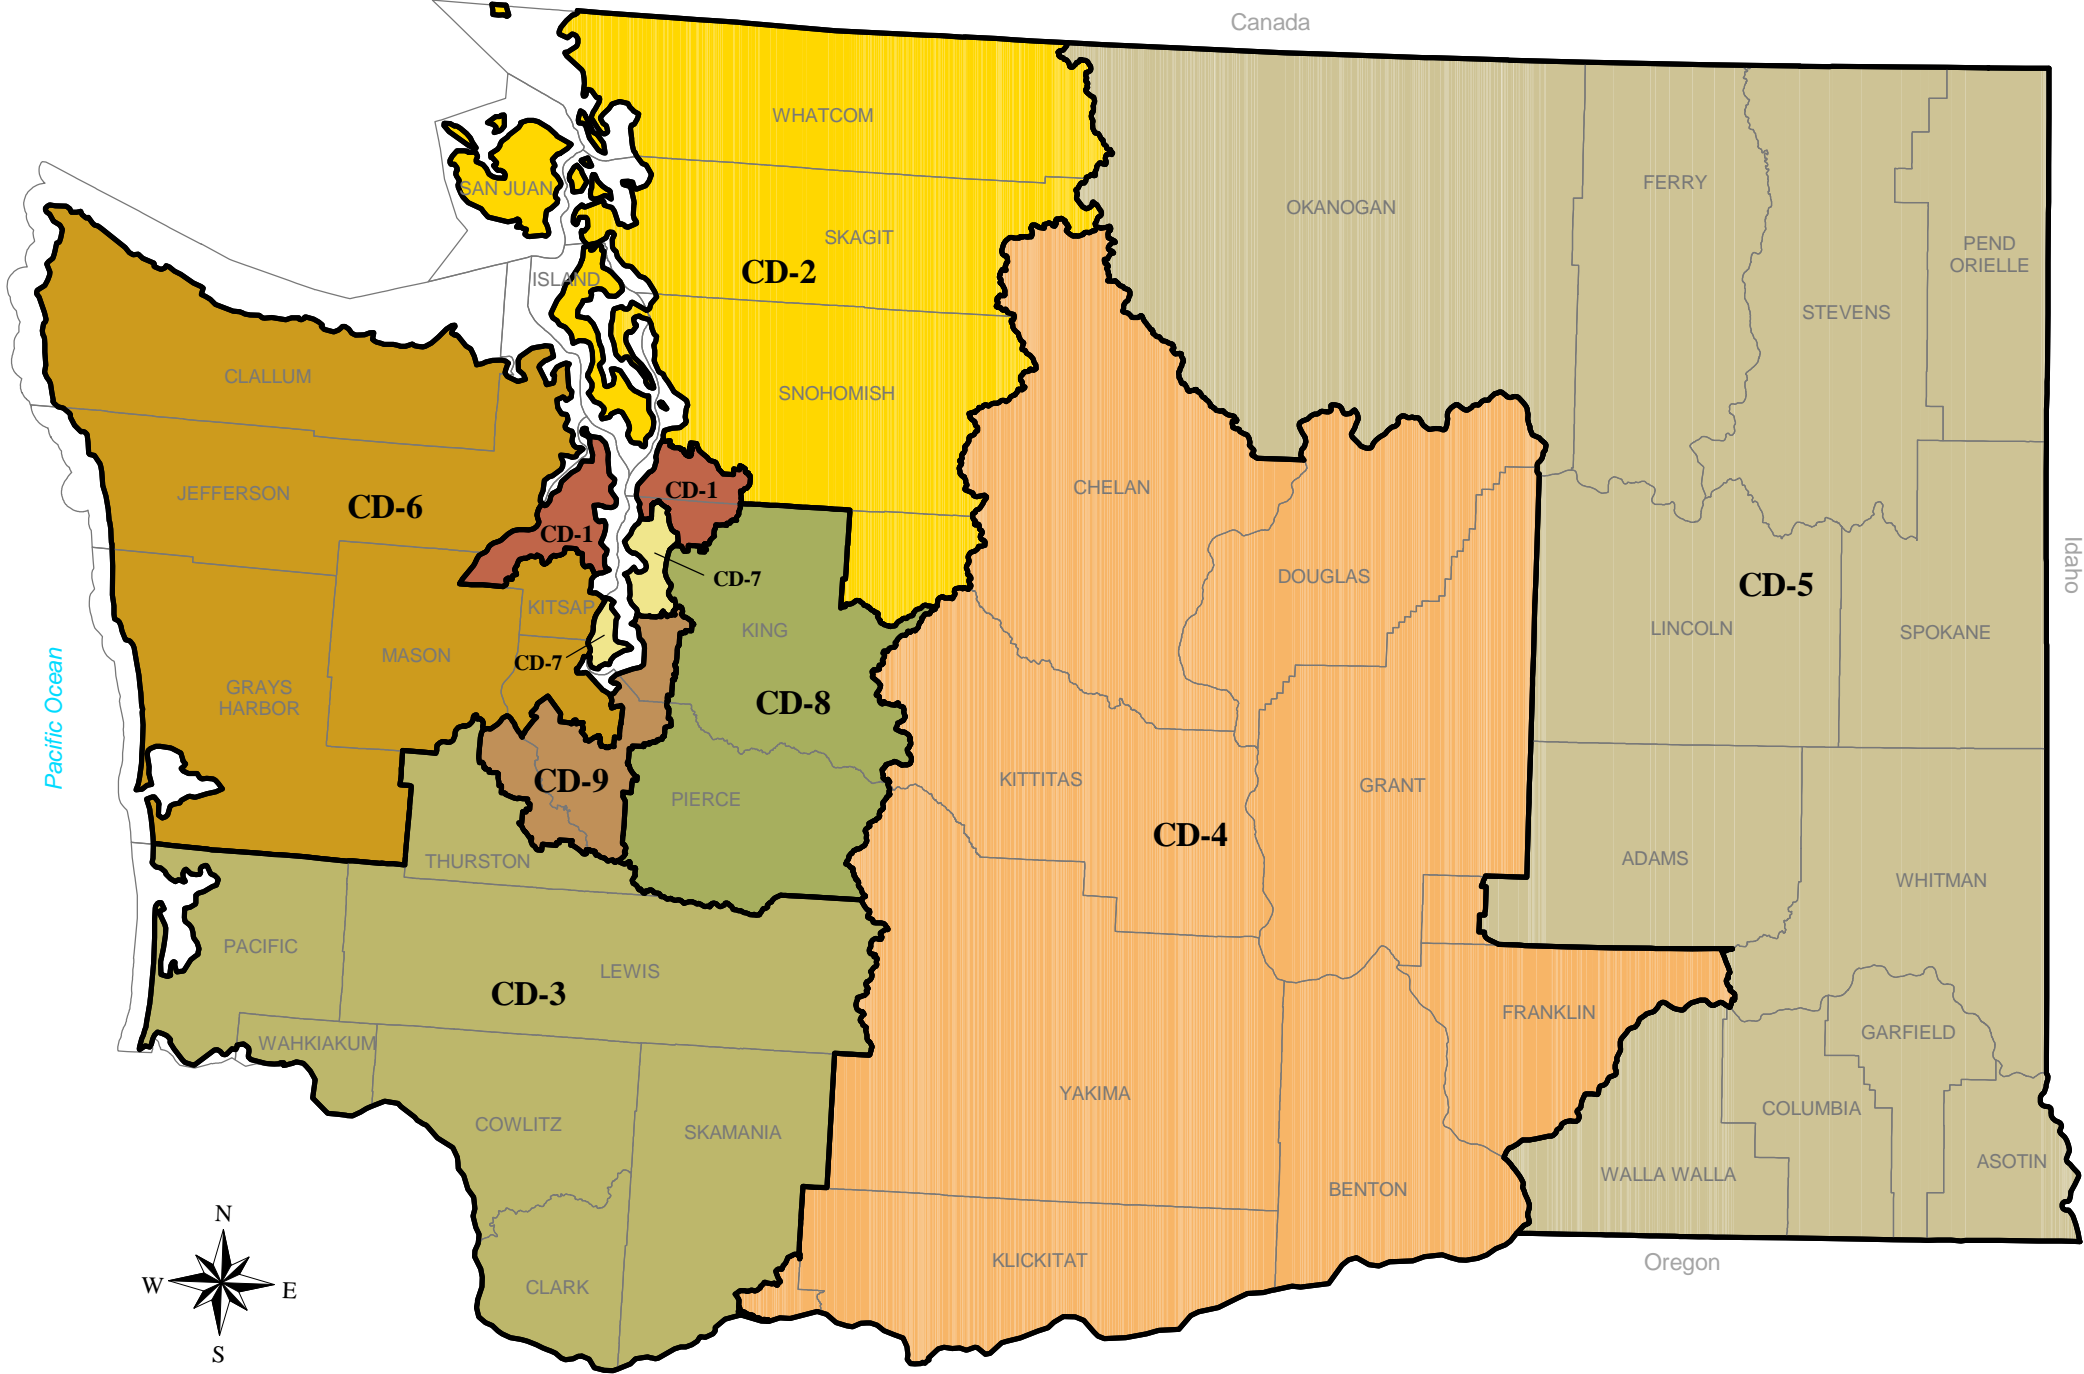 Canada
WHATCOM
FERRY
SAN JUAN
OKANOGAN
SKAGIT
PEND
ORIELLE
CD-2
ISLAND
STEVENS
CLALLUM
SNOHOMISH
CHELAN
CD-1
JEFFERSON
CD-6
CD-1
Idaho
CD-7
DOUGLAS
CD-5
KITSAP
KING
LINCOLN
SPOKANE
MASON
CD-7
GRAYS
HARBOR
CD-8
Pacific Ocean
CD-9
KITTITAS
GRANT
PIERCE
CD-4
THURSTON
ADAMS
WHITMAN
PACIFIC
LEWIS
CD-3
FRANKLIN
WAHKIAKUM
GARFIELD
YAKIMA
COLUMBIA
COWLITZ
SKAMANIA
ASOTIN
WALLA WALLA
BENTON
N
KLICKITAT
Oregon
W
E
CLARK
S